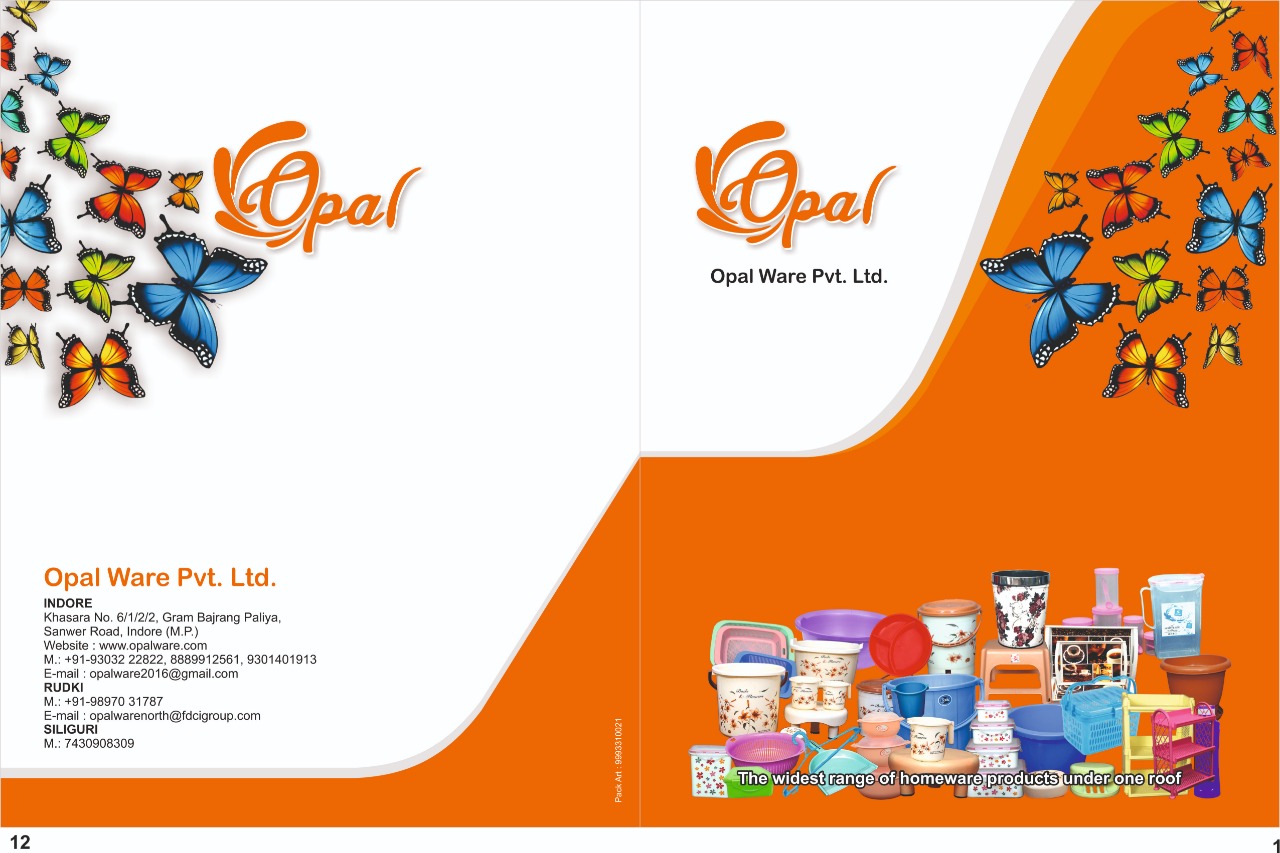 Opal
Opal Ware Pvt. Ltd.
INDORE
Khasara No. 6/1/2/2, Gram Bajrang Paliya,
Sanwer Road, Indore (M.P.)
Website : www.opalware.com
M.: +91-93032 22822, 8889912561, 9301401913
E-mail : opalware2016@gmail.com
RUDKI
M.: +91-98970 31787
E-mail : opalwarenorth@fdcigroup.com
SILIGURI
M.: 7430908309
Pack Art : 9993310021
12
Opal
Opal Ware Pvt. Ltd.
The widest range of homeware products under one roof
1